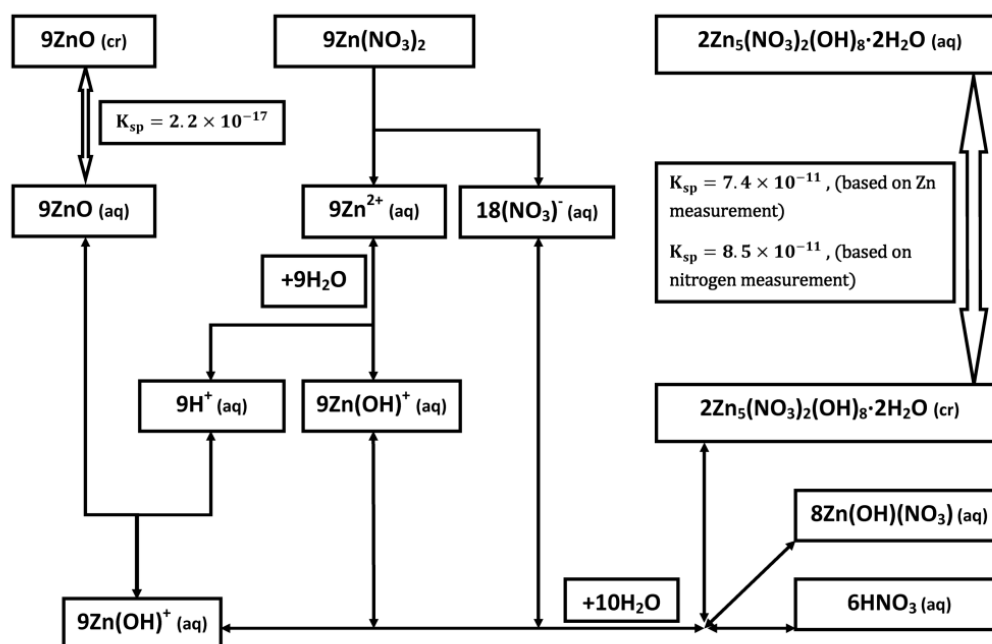 9ZnO (cr)
9Zn(NO₃)₂
2Zn₅(NO₃)₂(OH)₈·2H₂O (aq)
K_sp = 2.2 × 10⁻¹⁷
9ZnO (aq)
9Zn²⁺ (aq)
18(NO₃)⁻ (aq)
K_sp = 7.4 × 10⁻¹¹ , (based on Zn
measurement)
K_sp = 8.5 × 10⁻¹¹ , (based on
nitrogen measurement)
+9H₂O
9H⁺ (aq)
9Zn(OH)⁺ (aq)
2Zn₅(NO₃)₂(OH)₈·2H₂O (cr)
8Zn(OH)(NO₃) (aq)
+10H₂O
6HNO₃ (aq)
9Zn(OH)⁺ (aq)